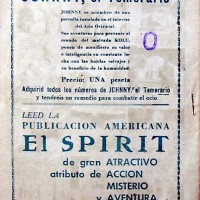 JOHNNY, el Temerario
JOHNNY es miembro de una
patrulla instalada en el interior
del Asia Oriental
Sus aventuras para prevenir al
mundo del malvado KOLU,
ponen de manifiesto su valor
e inteligencia en constante lu-
cha con las hordas salvajes y
en beneficio de la humanidad.
Precio: UNA peseta
Adquirid todos los números de JOHNNY, el Temerario
y tendréis un remedio para combatir el ocio
LEED LA
PUBLICACION AMERICANA
El SPIRIT
de gran ATRACTIVO
atributo de ACCION
MISTERIO
y AVENTURA